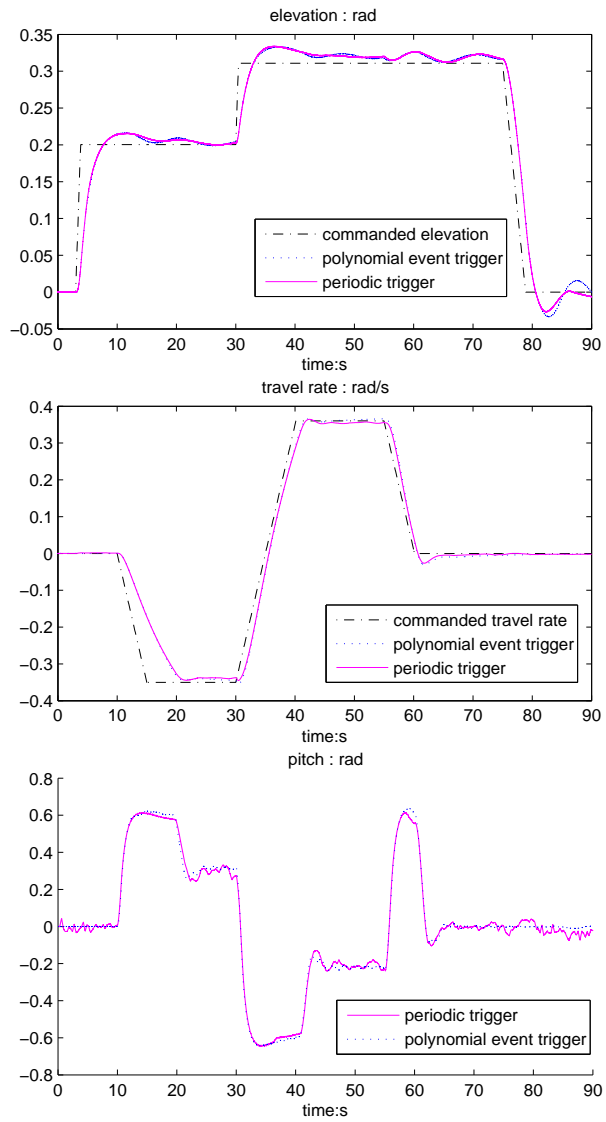 elevation : rad
0.35
0.3
0.25
0.2
0.15
0.1
0.05
0
−0.05
commanded elevation
polynomial event trigger
periodic trigger
0 10 20 30 40 50 60 70 80 90
time:s
travel rate : rad/s
0.4
0.3
0.2
0.1
0
−0.1
−0.2
−0.3
−0.4
commanded travel rate
polynomial event trigger
periodic trigger
0 10 20 30 40 50 60 70 80 90
time:s
pitch : rad
0.8
0.6
0.4
0.2
0
−0.2
−0.4
−0.6
−0.8
periodic trigger
polynomial event trigger
0 10 20 30 40 50 60 70 80 90
time:s